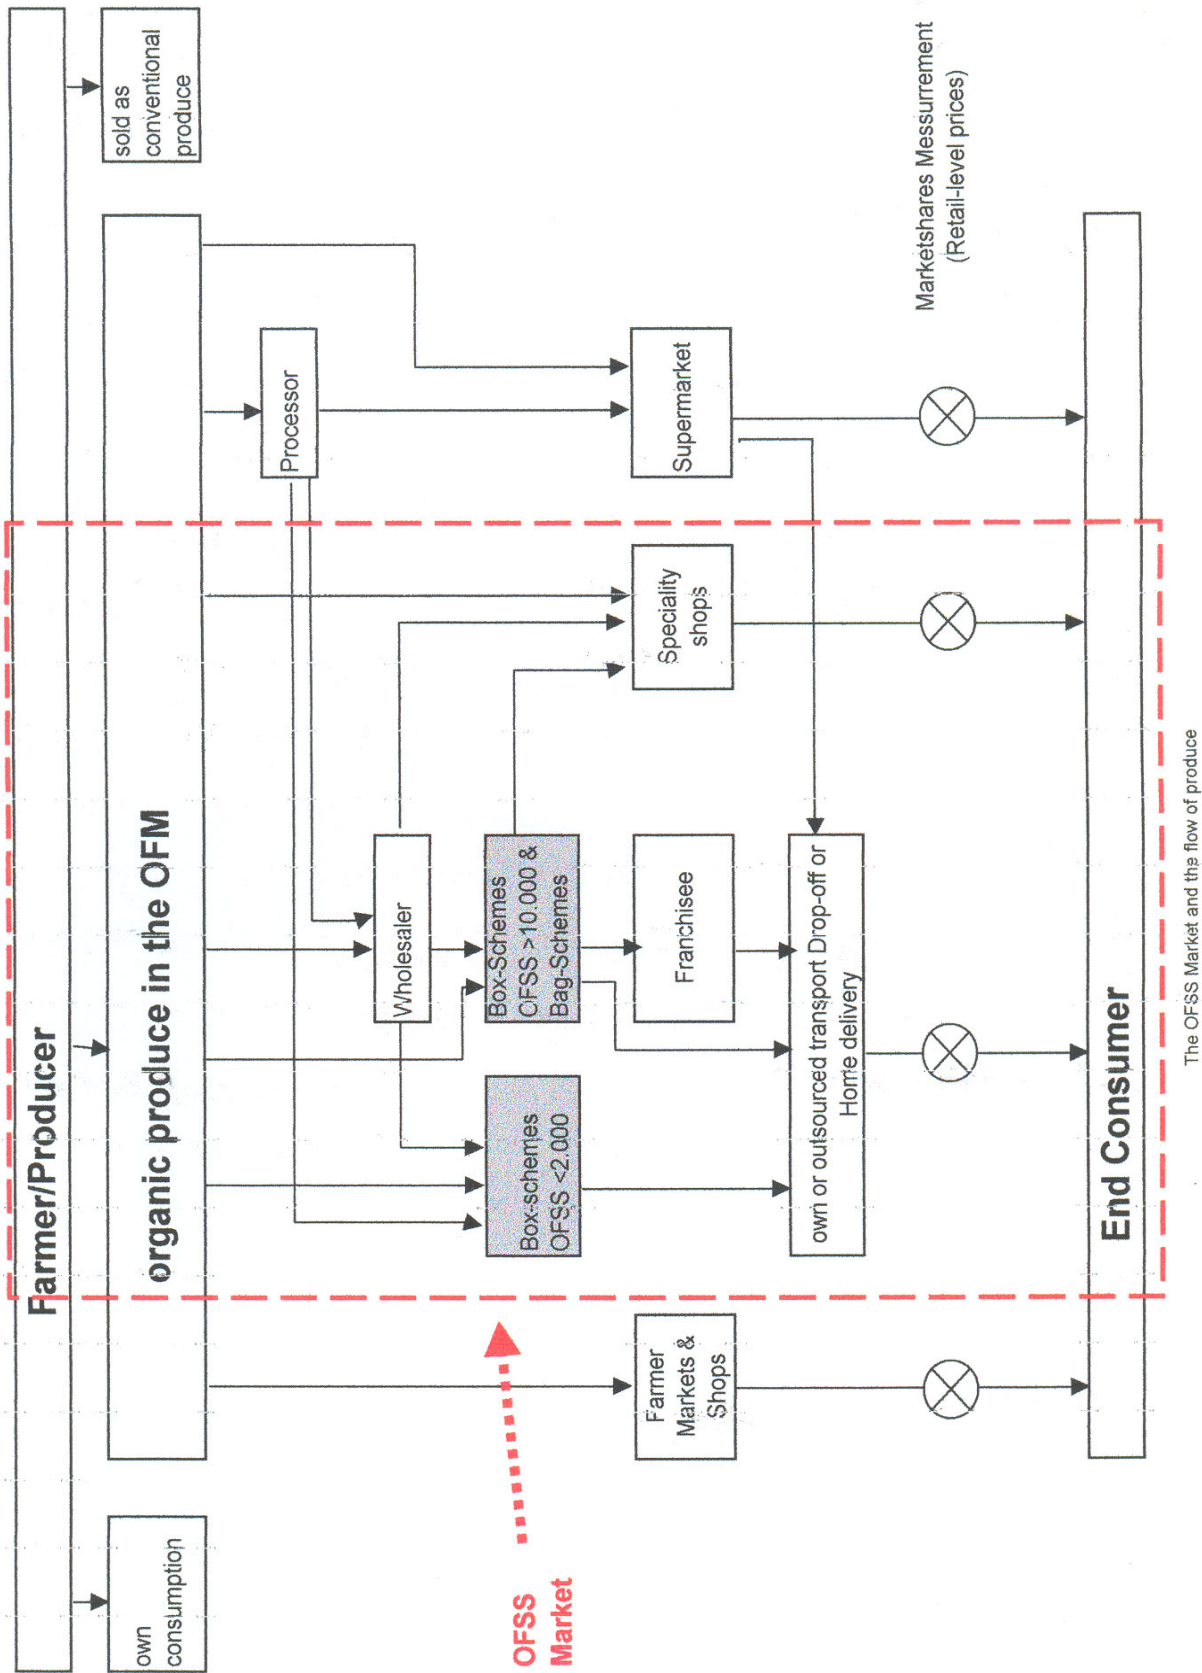 Farmer/Producer
own
consumption
organic produce in the OFM
sold as
conventional
produce
Processor
Wholesaler
Box-schemes
OFSS <2.000
Box-Schemes
OFSS >10.000 &
Bag-Schemes
OFSS
Market
Farmer
Markets &
Shops
Franchisee
Speciality
shops
Supermarket
own or outsourced transport Drop-off or
Home delivery
Marketshares Messurrement
(Retail-level prices)
End Consumer
The OFSS Market and the flow of produce